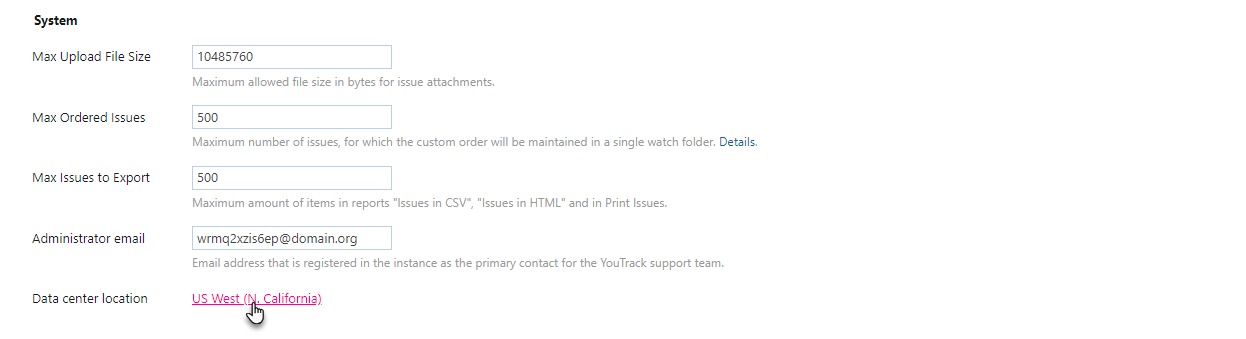 System
Max Upload File Size
10485760
Maximum allowed file size in bytes for issue attachments.
Max Ordered Issues
500
Maximum number of issues, for which the custom order will be maintained in a single watch folder. Details.
Max Issues to Export
500
Maximum amount of items in reports "Issues in CSV", "Issues in HTML" and in Print Issues.
Administrator email
wrmq2xzis6ep@domain.org
Email address that is registered in the instance as the primary contact for the YouTrack support team.
Data center location
US West (N. California)